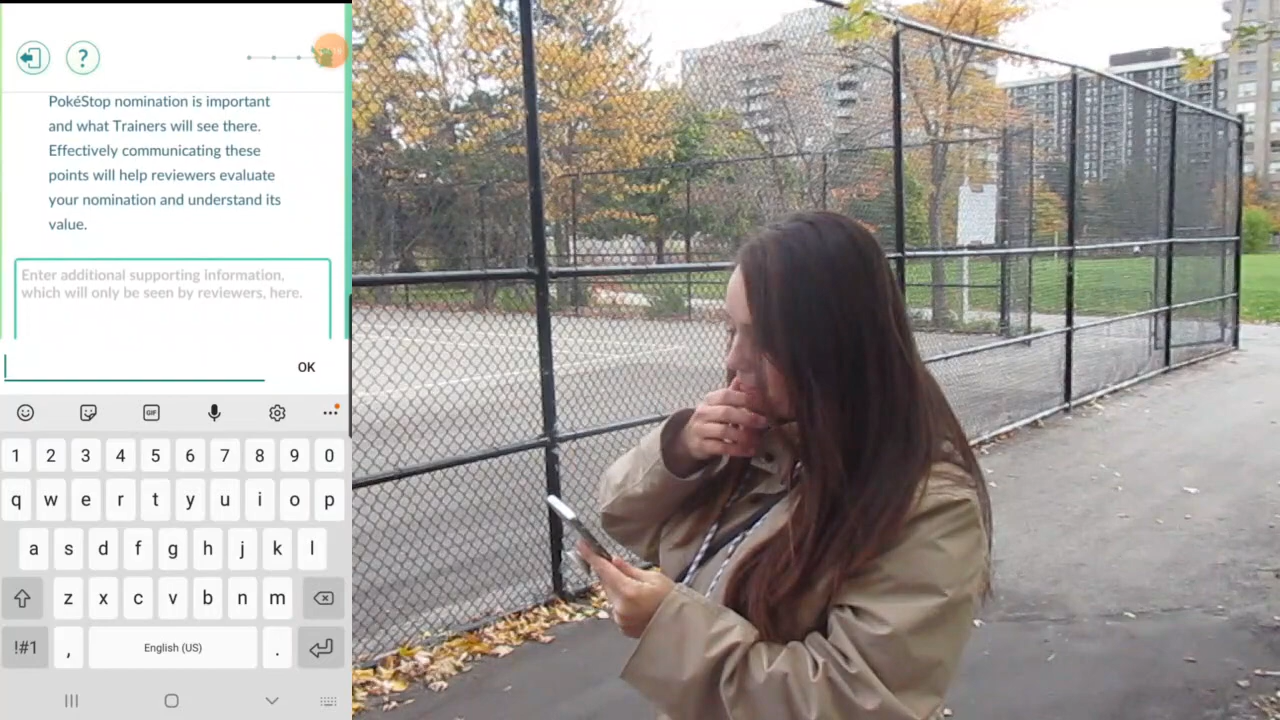 ?
PokéStop nomination is important
and what Trainers will see there.
Effectively communicating these
points will help reviewers evaluate
your nomination and understand its
value.
Enter additional supporting information,
which will only be seen by reviewers, here.
OK
GIF
1 2 3 4 5 6 7 8 9 0
q w e r t y u i o p
a s d f g h j k l
z x c v b n m
!#1 , English (US) .